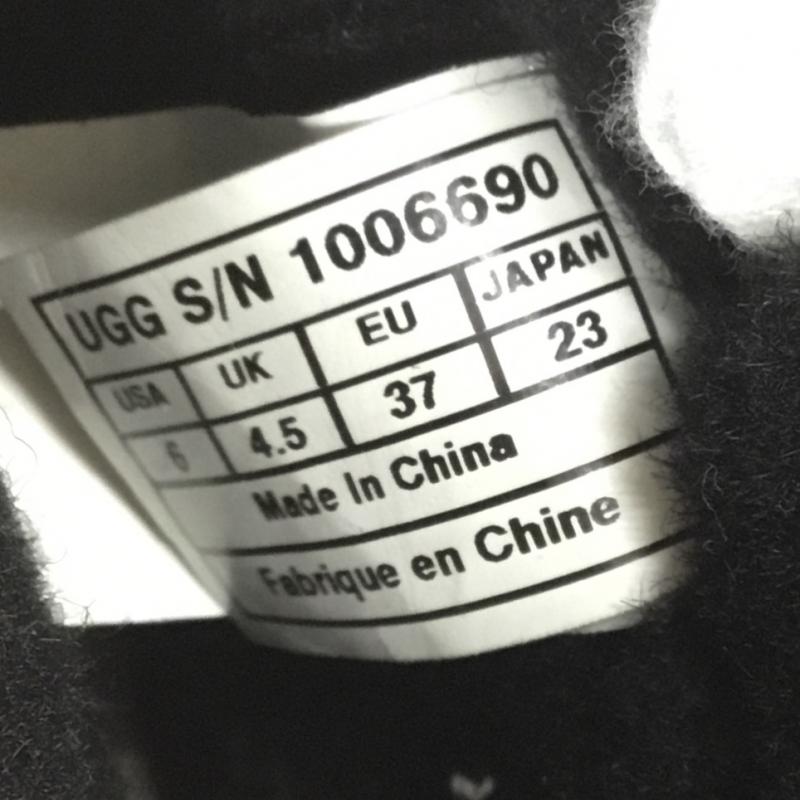 UGG S/N 1006690
USA UK EU JAPAN
6 4.5 37 23
Made In China
Fabrique en Chine